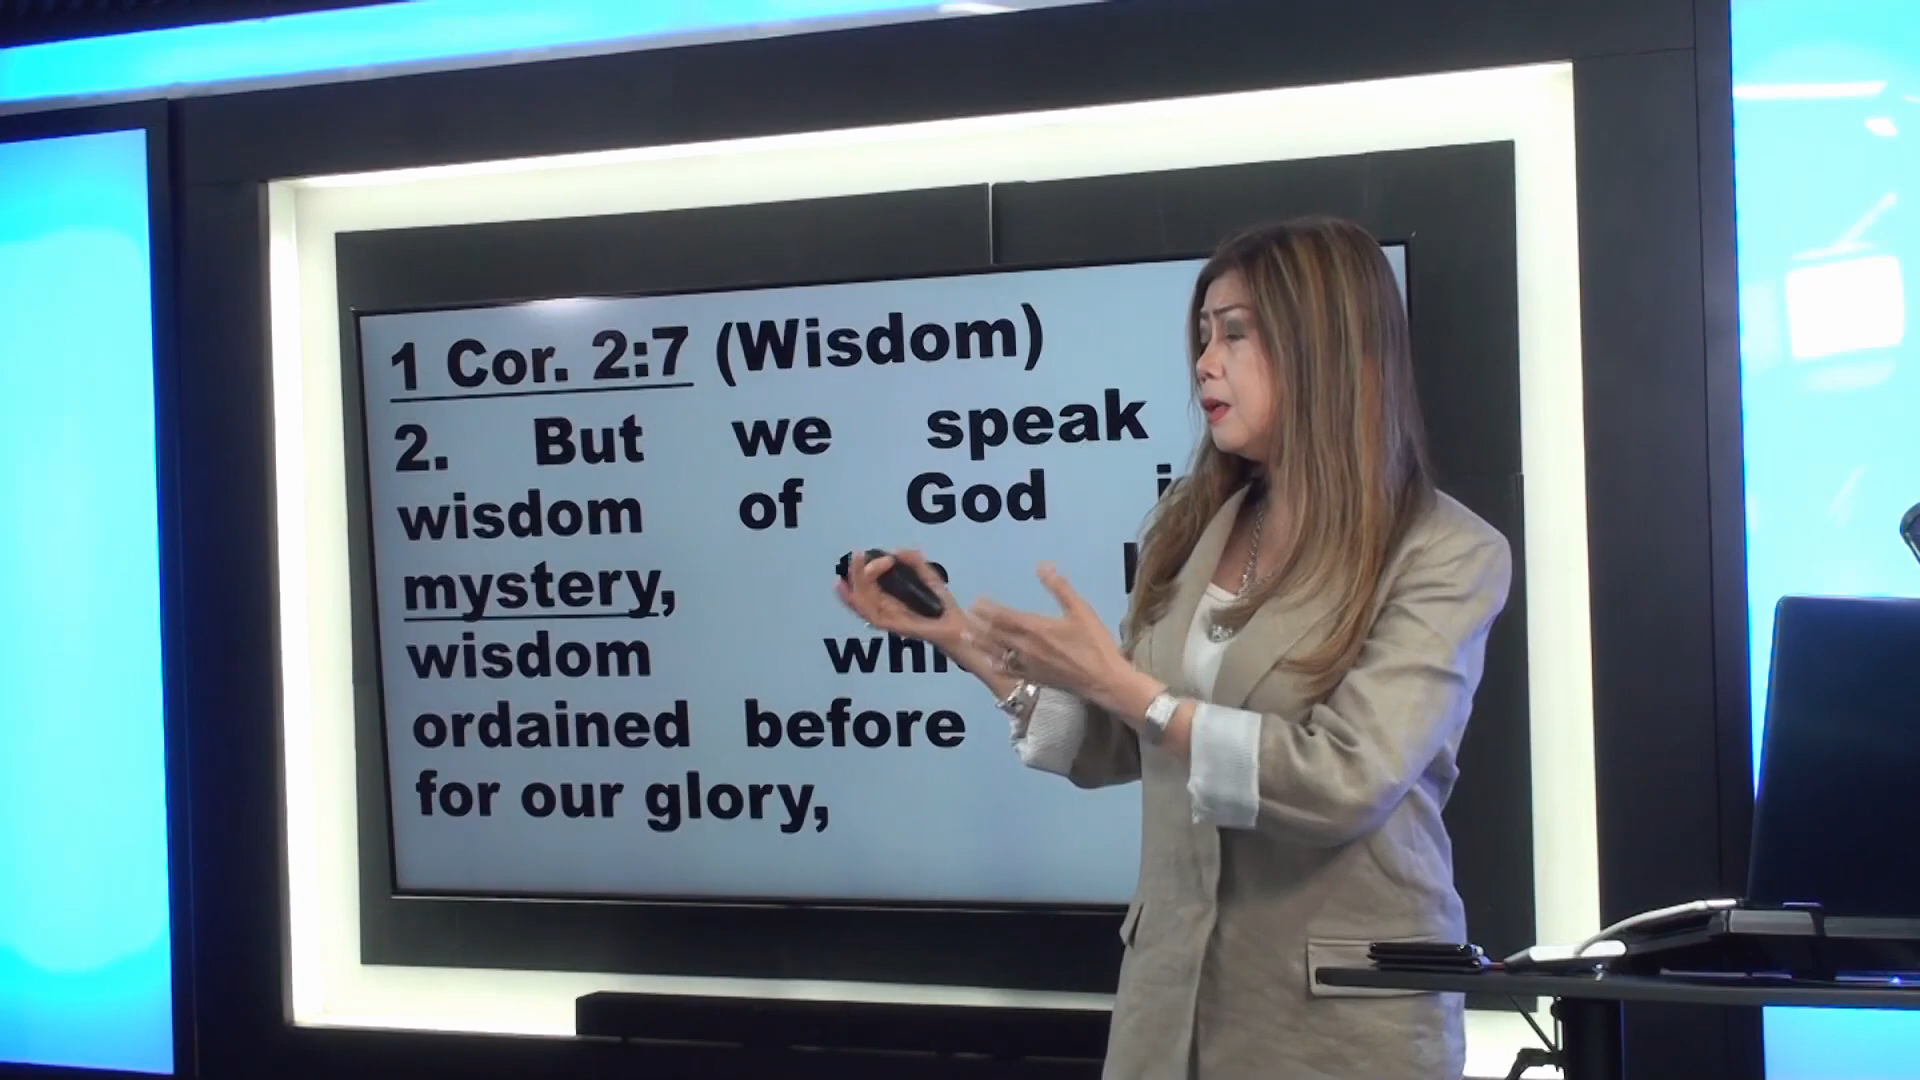 1 Cor. 2:7 (Wisdom)
2. But we speak
wisdom of God
mystery,
wisdom
ordained before
for our glory,